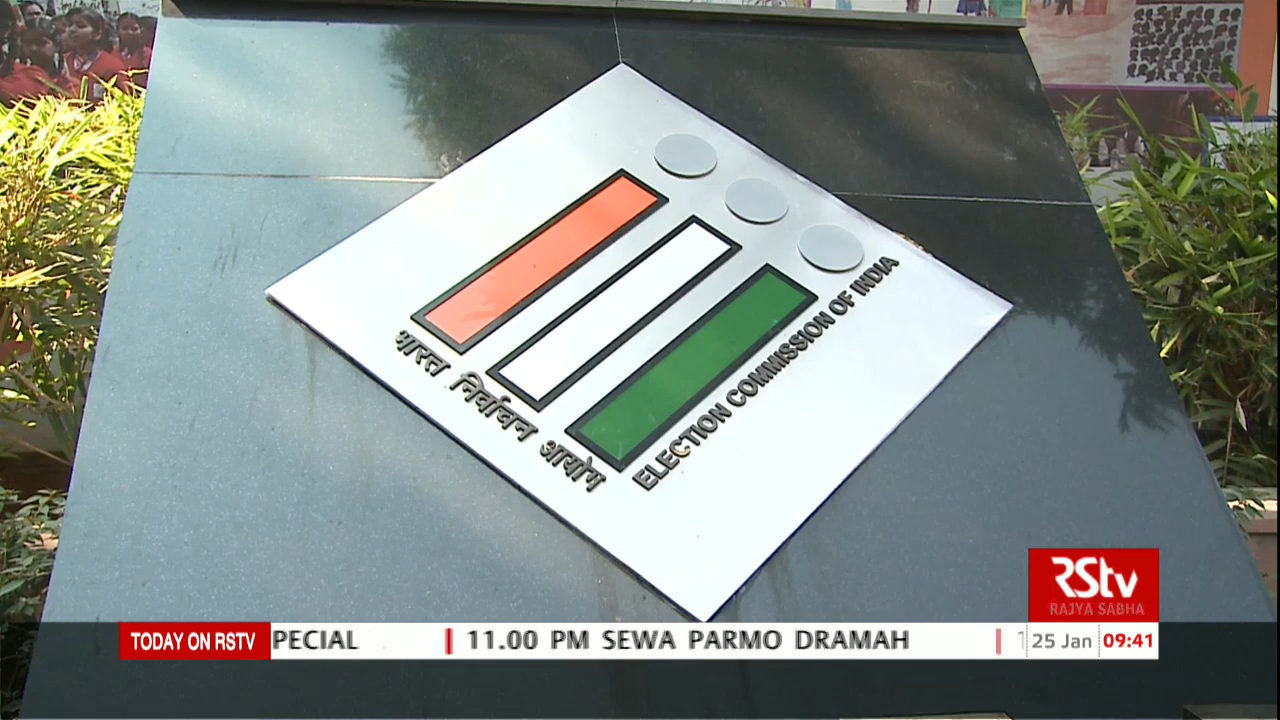 भारत निर्वाचन आयोग
ELECTION COMMISSION OF INDIA
RStv
RAJYA SABHA
TODAY ON RSTV
PECIAL
11.00 PM SEWA PARMO DRAMAH
25 Jan
09:41